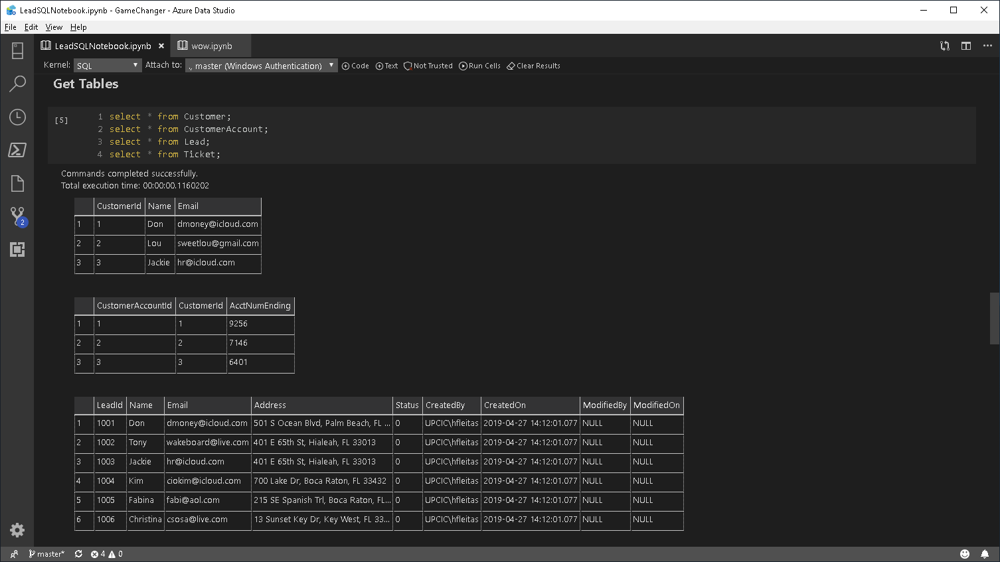 LeadSQLNotebook.ipynb - GameChanger - Azure Data Studio
File Edit View Help
LeadSQLNotebook.ipynb wow.ipynb
Kernel: SQL Attach to: ., master (Windows Authentication) Code Text Not Trusted Run Cells Clear Results
Get Tables
[5] 1 select * from Customer;
2 select * from CustomerAccount;
3 select * from Lead;
4 select * from Ticket;
Commands completed successfully.
Total execution time: 00:00:00.1160202
CustomerId Name Email
1 1 Don dmoney@icloud.com
2 2 Lou sweetlou@gmail.com
3 3 Jackie hr@icloud.com
CustomerAccountId CustomerId AcctNumEnding
1 1 1 9256
2 2 2 7146
3 3 3 6401
LeadId Name Email Address Status CreatedBy CreatedOn ModifiedBy ModifiedOn
1 1001 Don dmoney@icloud.com 501 S Ocean Blvd, Palm Beach, FL ... 0 UPCIC\hfleitas 2019-04-27 14:12:01.077 NULL NULL
2 1002 Tony wakeboard@live.com 401 E 65th St, Hialeah, FL 33013 0 UPCIC\hfleitas 2019-04-27 14:12:01.077 NULL NULL
3 1003 Jackie hr@icloud.com 401 E 65th St, Hialeah, FL 33013 0 UPCIC\hfleitas 2019-04-27 14:12:01.077 NULL NULL
4 1004 Kim ciokim@icloud.com 700 Lake Dr, Boca Raton, FL 33432 0 UPCIC\hfleitas 2019-04-27 14:12:01.077 NULL NULL
5 1005 Fabina fabi@aol.com 215 SE Spanish Trl, Boca Raton, FL... 0 UPCIC\hfleitas 2019-04-27 14:12:01.077 NULL NULL
6 1006 Christina csosa@live.com 13 Sunset Key Dr, Key West, FL 33... 0 UPCIC\hfleitas 2019-04-27 14:12:01.077 NULL NULL
2
master* 4 0